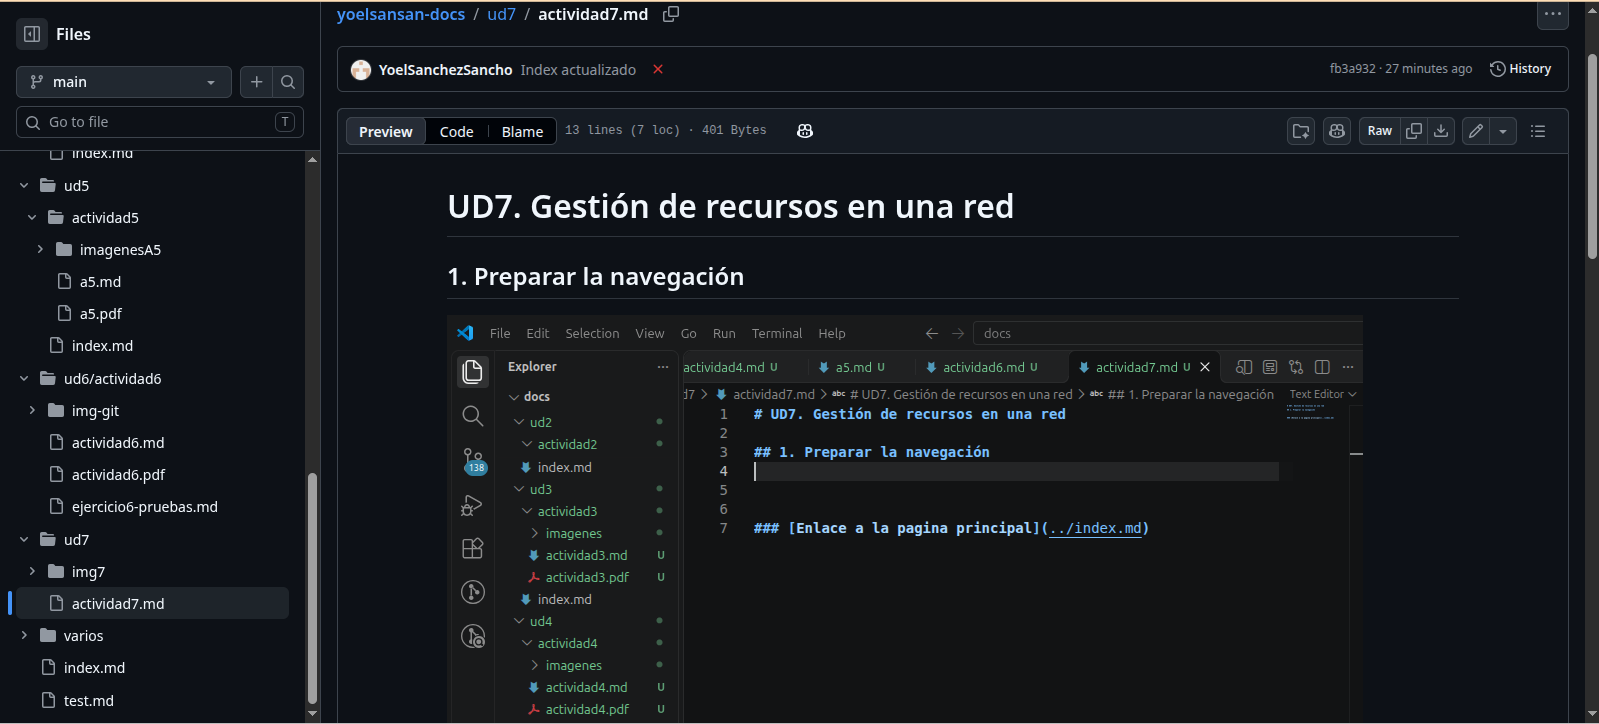 Files
main
Go to file
T
index.md
ud5
actividad5
imagenesA5
a5.md
a5.pdf
index.md
ud6/actividad6
img-git
actividad6.md
actividad6.pdf
ejercicio6-pruebas.md
ud7
img7
actividad7.md
varios
index.md
test.md
yoelsansan-docs / ud7 / actividad7.md
YoelSanchezSancho Index actualizado
fb3a932 · 27 minutes ago History
Preview Code Blame 13 lines (7 loc) · 401 Bytes
Raw
UD7. Gestión de recursos en una red
1. Preparar la navegación
File Edit Selection View Go Run Terminal Help
docs
Explorer
actividad4.md U a5.md U actividad6.md U actividad7.md U
d7 > actividad7.md > abc # UD7. Gestión de recursos en una red > abc ## 1. Preparar la navegación
Text Editor
138
docs
ud2
actividad2
index.md
ud3
actividad3
imagenes
actividad3.md U
actividad3.pdf U
index.md
ud4
actividad4
imagenes
actividad4.md U
actividad4.pdf U
1 # UD7. Gestión de recursos en una red
2
3 ## 1. Preparar la navegación
4
5
6
7 ### [Enlace a la pagina principal](../index.md)